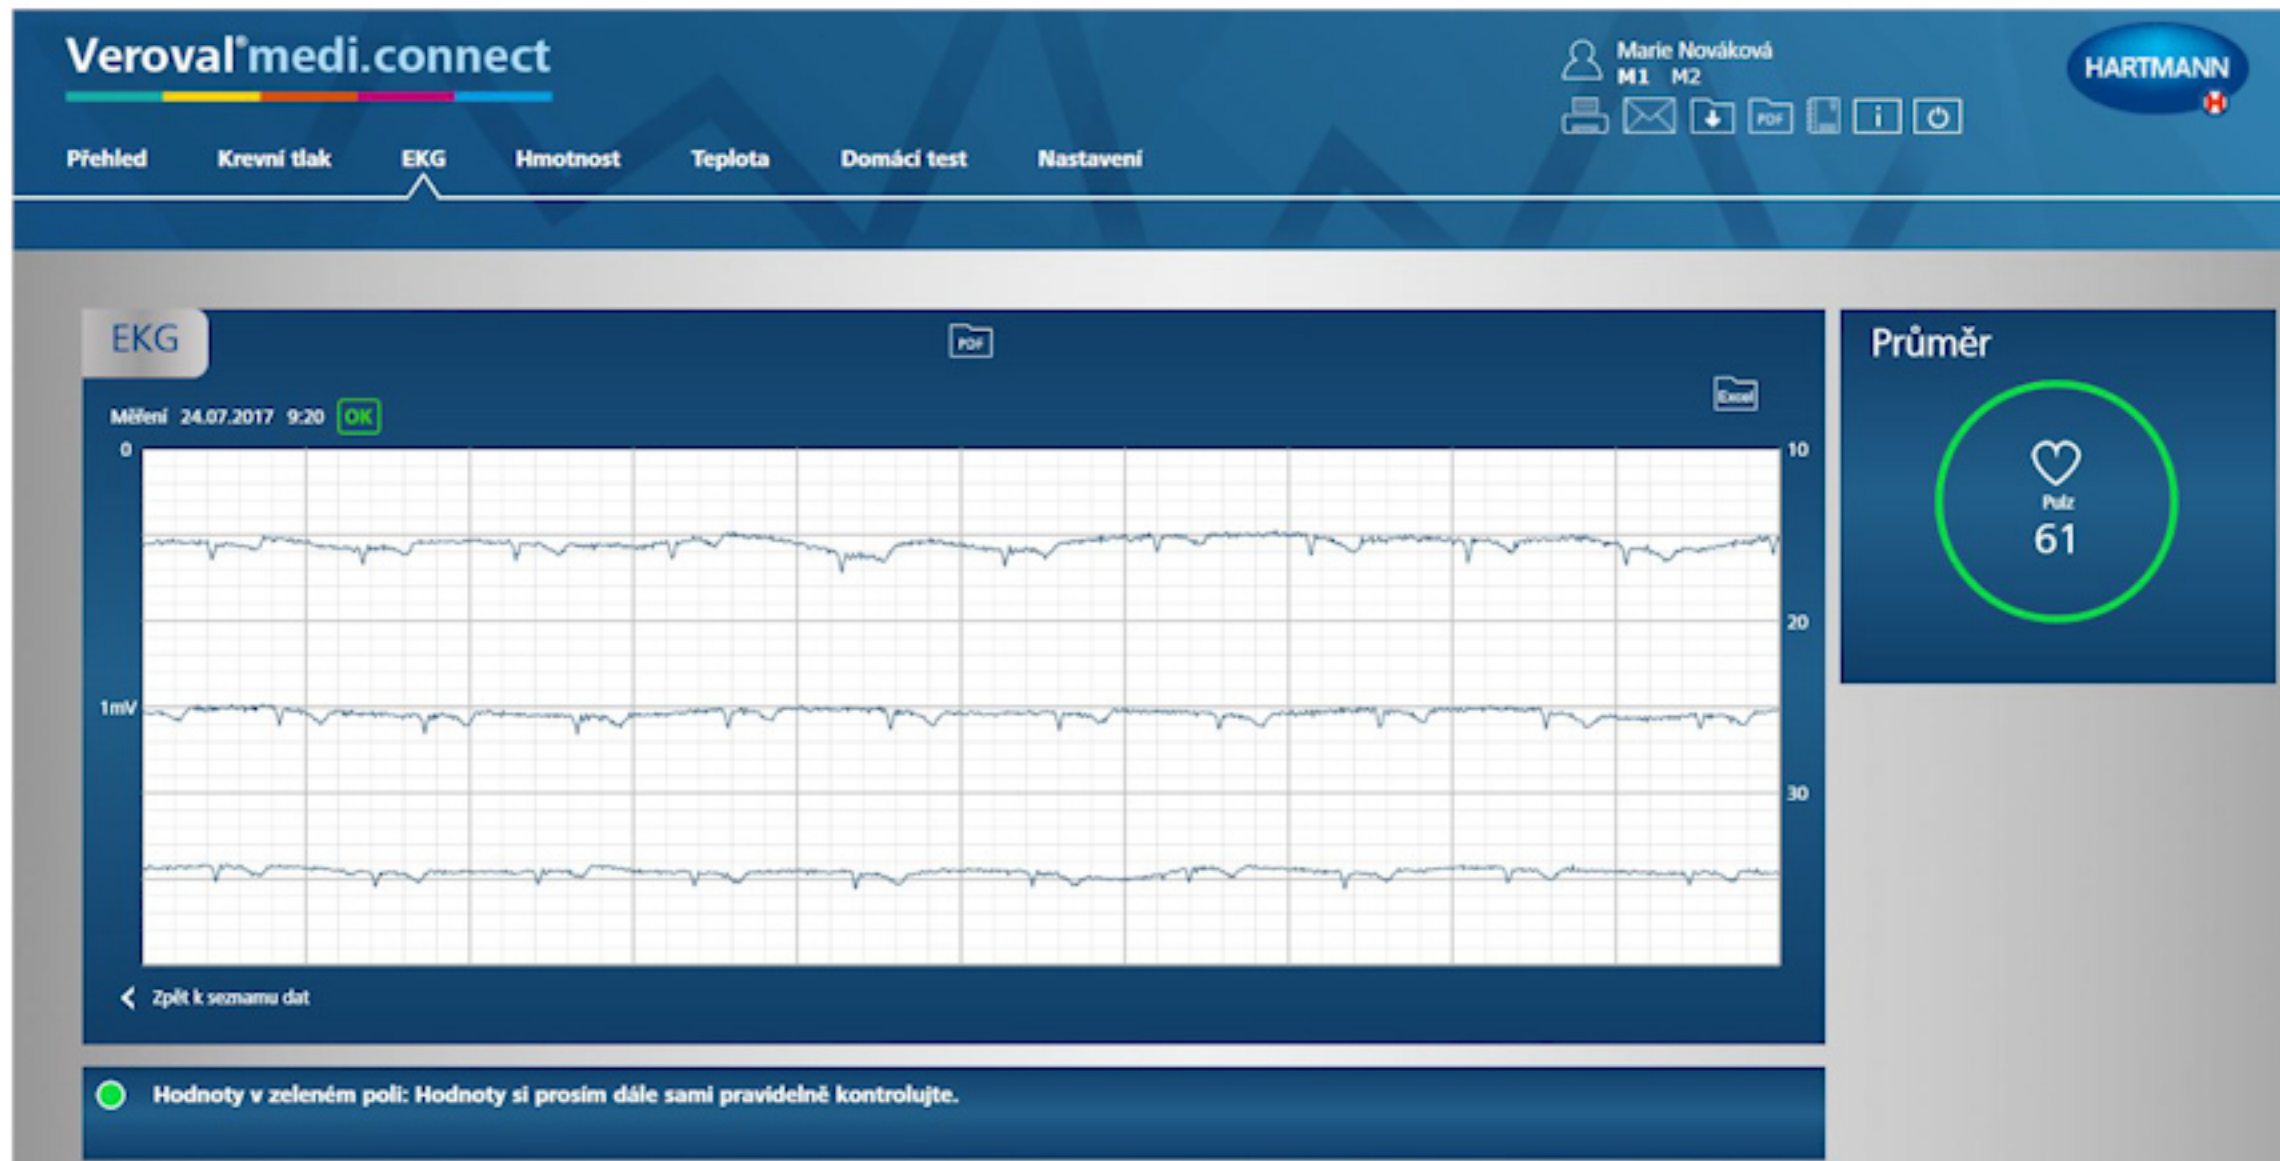 Veroval® medi.connect
Marie Nováková
M1 M2
HARTMANN
PDF
Přehled Krevní tlak EKG Hmotnost Teplota Domácí test Nastavení
EKG
PDF
Excel
Měření 24.07.2017 9:20 OK
0
10
20
1mV
30
Zpět k seznamu dat
Průměr
Pulz
61
Hodnoty v zeleném poli: Hodnoty si prosím dále sami pravidelně kontrolujte.